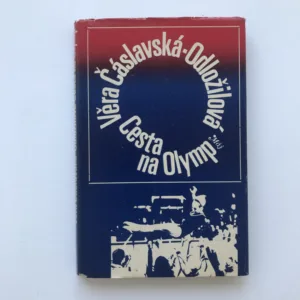 Věra Čáslavská-Odložilová
Cesta
na Olymp